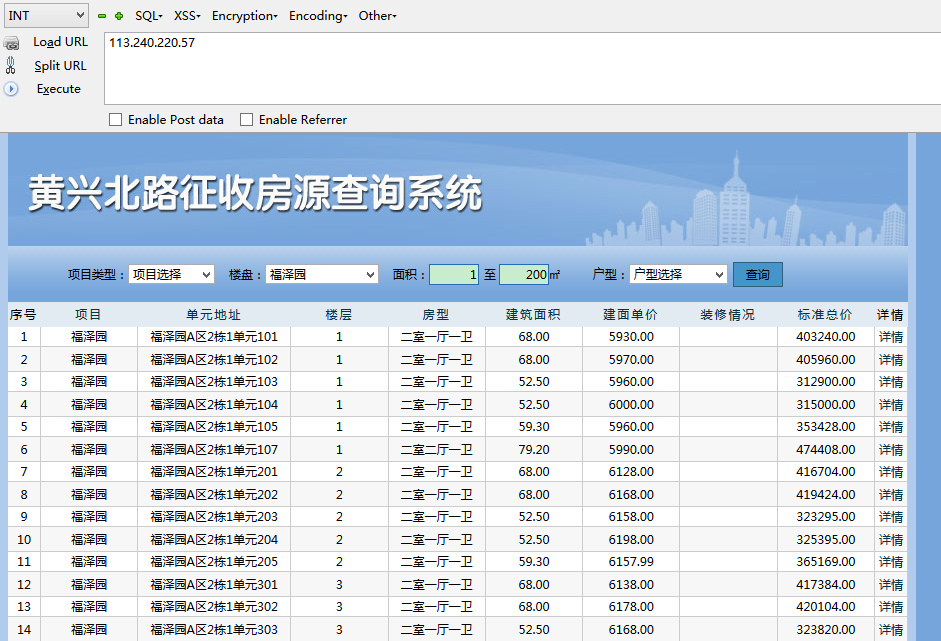 INT SQL▾ XSS▾ Encryption▾ Encoding▾ Other▾
Load URL 113.240.220.57
Split URL
Execute
Enable Post data Enable Referrer
黄兴北路征收房源查询系统
项目类型： 项目选择 楼盘： 福泽园 面积： 1 至 200 ㎡ 户型： 户型选择 查询
序号 项目 单元地址 楼层 房型 建筑面积 建面单价 装修情况 标准总价 详情
1 福泽园 福泽园A区2栋1单元101 1 二室一厅一卫 68.00 5930.00 403240.00 详情
2 福泽园 福泽园A区2栋1单元102 1 二室一厅一卫 68.00 5970.00 405960.00 详情
3 福泽园 福泽园A区2栋1单元103 1 二室一厅一卫 52.50 5960.00 312900.00 详情
4 福泽园 福泽园A区2栋1单元104 1 二室一厅一卫 52.50 6000.00 315000.00 详情
5 福泽园 福泽园A区2栋1单元105 1 二室一厅一卫 59.30 5960.00 353428.00 详情
6 福泽园 福泽园A区2栋1单元107 1 二室二厅一卫 79.20 5990.00 474408.00 详情
7 福泽园 福泽园A区2栋1单元201 2 二室一厅一卫 68.00 6128.00 416704.00 详情
8 福泽园 福泽园A区2栋1单元202 2 二室一厅一卫 68.00 6168.00 419424.00 详情
9 福泽园 福泽园A区2栋1单元203 2 二室一厅一卫 52.50 6158.00 323295.00 详情
10 福泽园 福泽园A区2栋1单元204 2 二室一厅一卫 52.50 6198.00 325395.00 详情
11 福泽园 福泽园A区2栋1单元205 2 二室一厅一卫 59.30 6157.99 365169.00 详情
12 福泽园 福泽园A区2栋1单元301 3 二室一厅一卫 68.00 6138.00 417384.00 详情
13 福泽园 福泽园A区2栋1单元302 3 二室一厅一卫 68.00 6178.00 420104.00 详情
14 福泽园 福泽园A区2栋1单元303 3 二室一厅一卫 52.50 6168.00 323820.00 详情